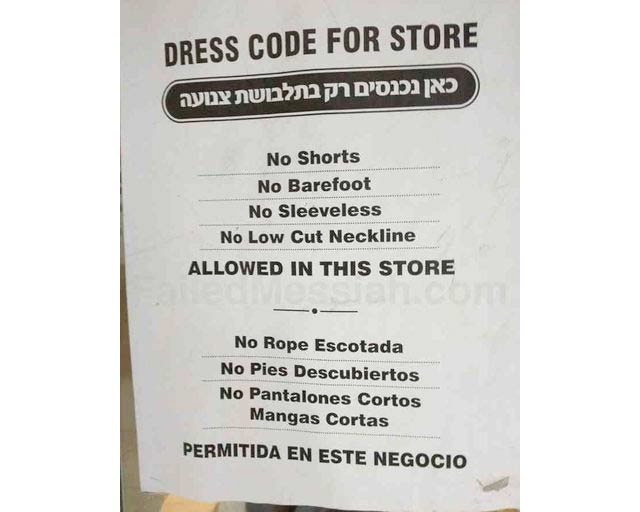 DRESS CODE FOR STORE
כאן נכנסים רק בתלבושת צנועה
No Shorts
No Barefoot
No Sleeveless
No Low Cut Neckline
ALLOWED IN THIS STORE
FailedMessiah.com
No Rope Escotada
No Pies Descubiertos
No Pantalones Cortos
Mangas Cortas
PERMITIDA EN ESTE NEGOCIO